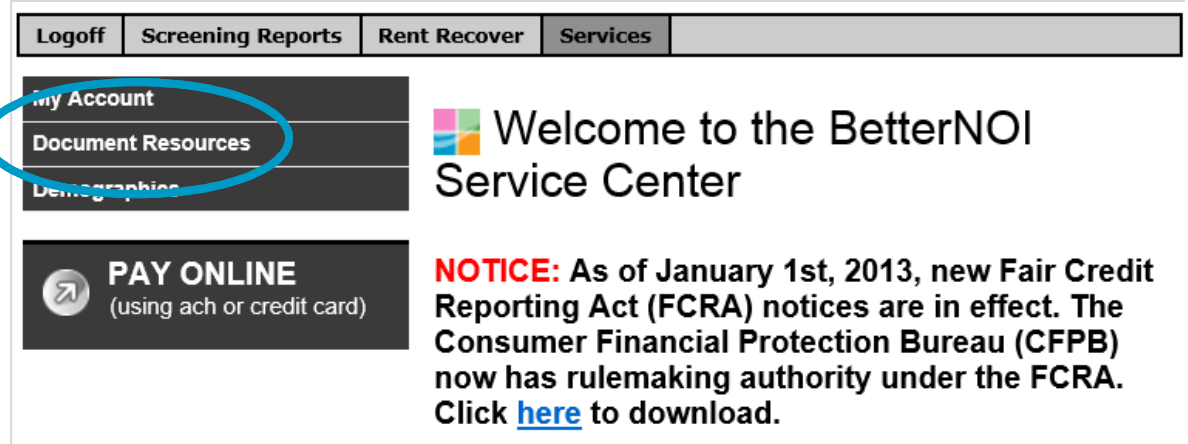 Logoff Screening Reports Rent Recover Services
My Account
Document Resources
Demographics
PAY ONLINE
(using ach or credit card)
Welcome to the BetterNOI
Service Center
NOTICE: As of January 1st, 2013, new Fair Credit
Reporting Act (FCRA) notices are in effect. The
Consumer Financial Protection Bureau (CFPB)
now has rulemaking authority under the FCRA.
Click here to download.